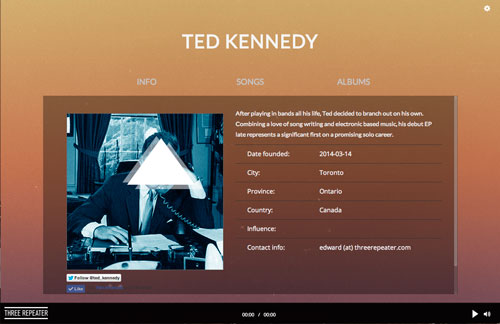 TED KENNEDY
INFO SONGS ALBUMS
After playing in bands all his life, Ted decided to branch out on his own.
Combining a love of song writing and electronic based music, his debut EP
late represents a significant first on a promising solo career.
Date founded: 2014-03-14
City: Toronto
Province: Ontario
Country: Canada
Influence:
Contact info: edward (at) threerepeater.com
Follow @ted_kennedy
Like
THREE REPEATER
00:00 / 00:00